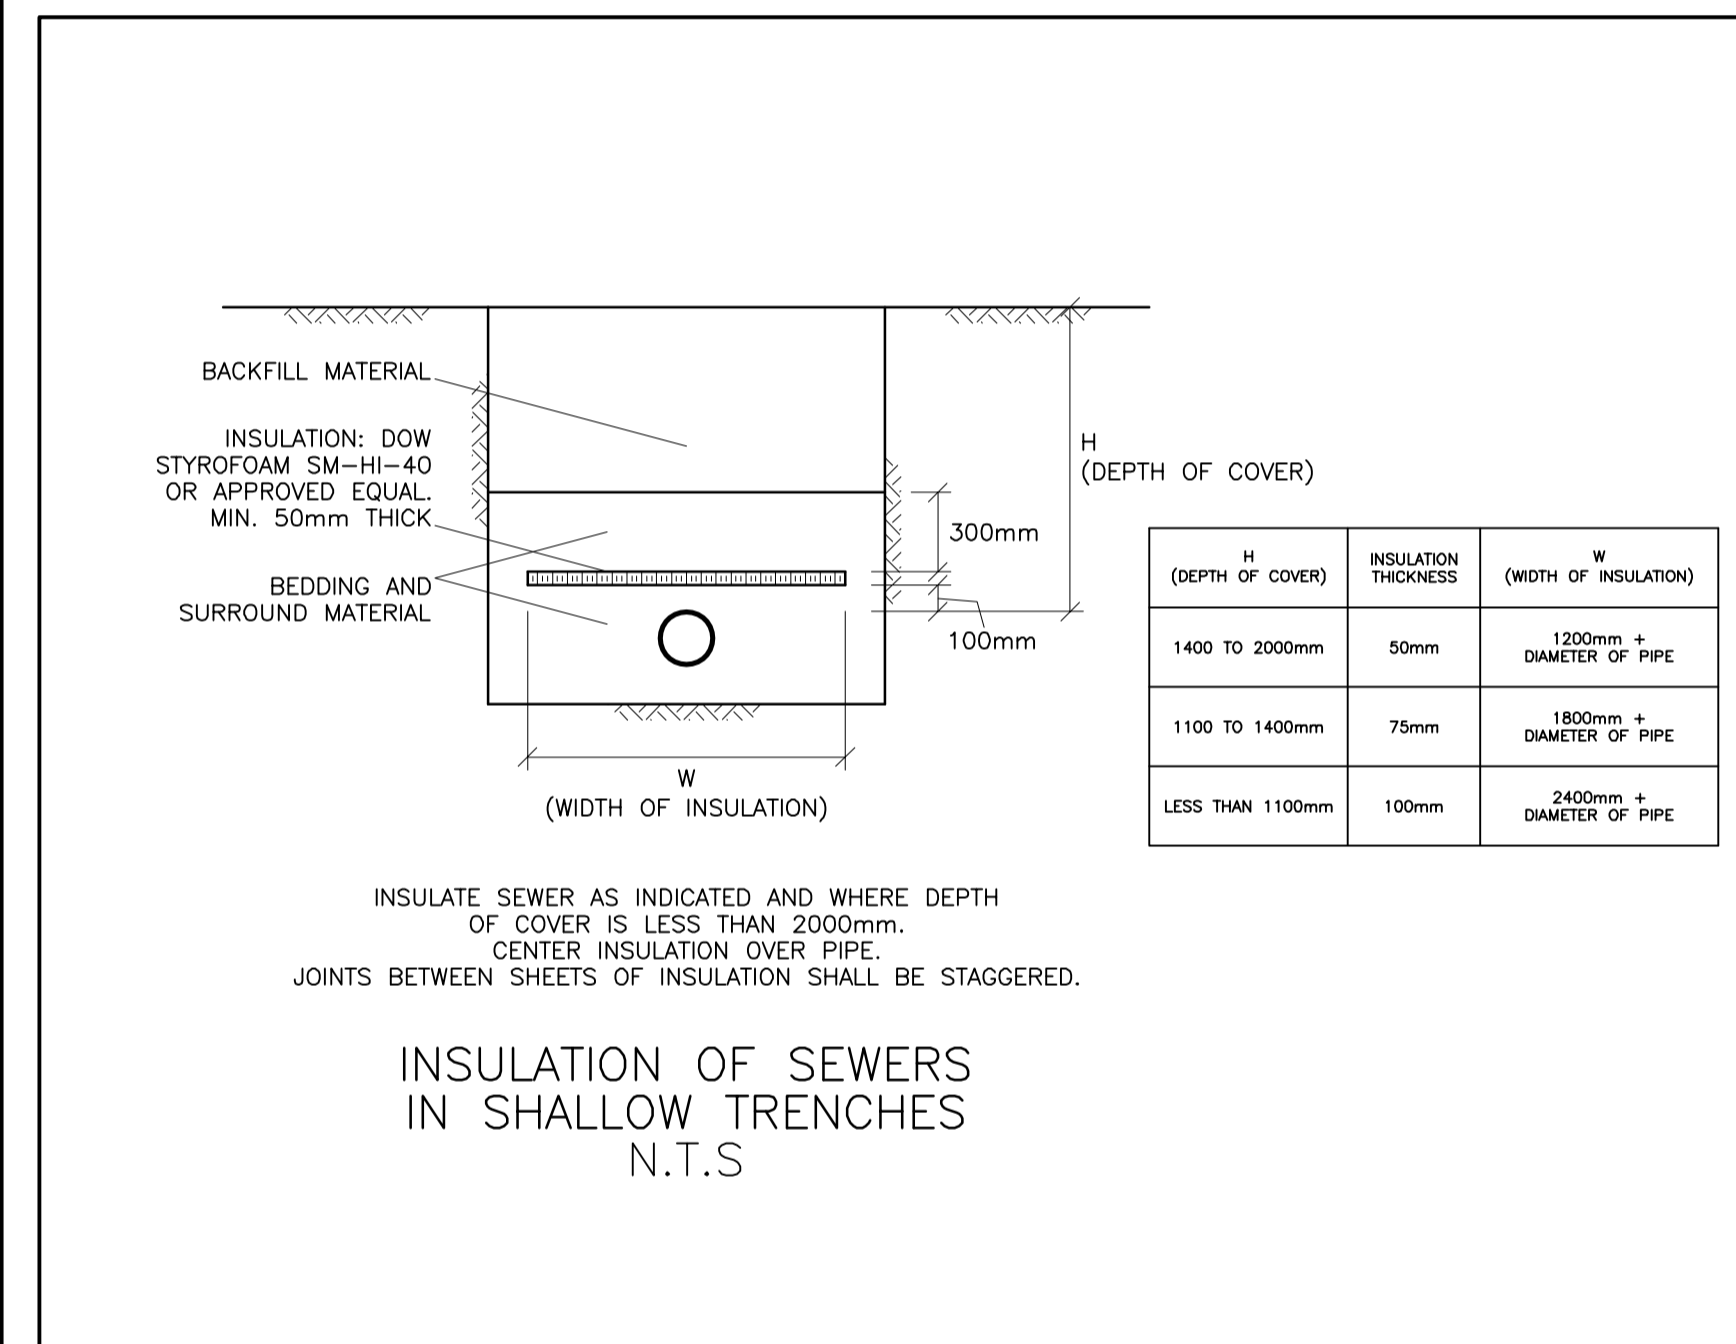 BACKFILL MATERIAL
INSULATION: DOW
STYROFOAM SM-HI-40
OR APPROVED EQUAL.
MIN. 50mm THICK
BEDDING AND
SURROUND MATERIAL
H
(DEPTH OF COVER)
300mm
100mm
W
(WIDTH OF INSULATION)
H
(DEPTH OF COVER)
INSULATION
THICKNESS
W
(WIDTH OF INSULATION)
1400 TO 2000mm
50mm
1200mm +
DIAMETER OF PIPE
1100 TO 1400mm
75mm
1800mm +
DIAMETER OF PIPE
LESS THAN 1100mm
100mm
2400mm +
DIAMETER OF PIPE
INSULATE SEWER AS INDICATED AND WHERE DEPTH
OF COVER IS LESS THAN 2000mm.
CENTER INSULATION OVER PIPE.
JOINTS BETWEEN SHEETS OF INSULATION SHALL BE STAGGERED.
INSULATION OF SEWERS
IN SHALLOW TRENCHES
N.T.S